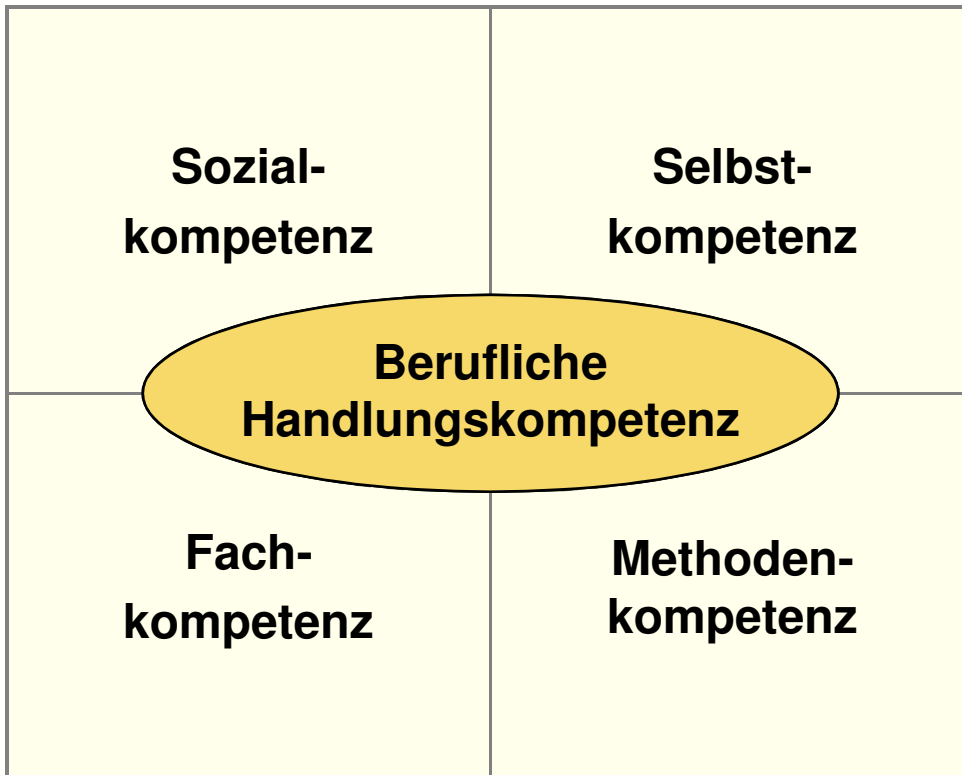 Sozial-
kompetenz
Selbst-
kompetenz
Berufliche
Handlungskompetenz
Fach-
kompetenz
Methoden-
kompetenz